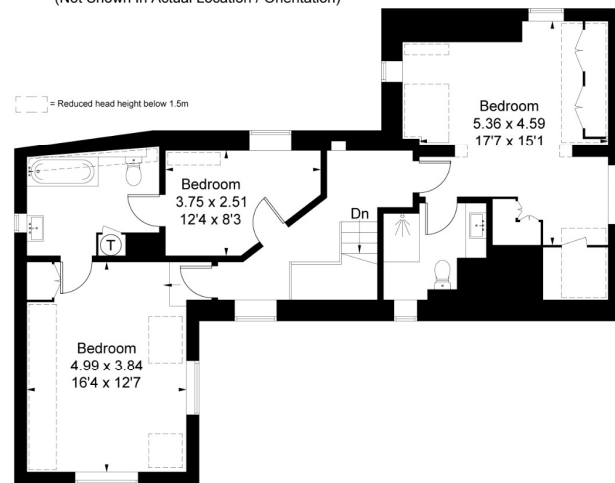 (Not Shown In Actual Location / Orientation)
= Reduced head height below 1.5m
Bedroom
5.36 x 4.59
17'7 x 15'1
Bedroom
3.75 x 2.51
12'4 x 8'3
Dn
T
Bedroom
4.99 x 3.84
16'4 x 12'7